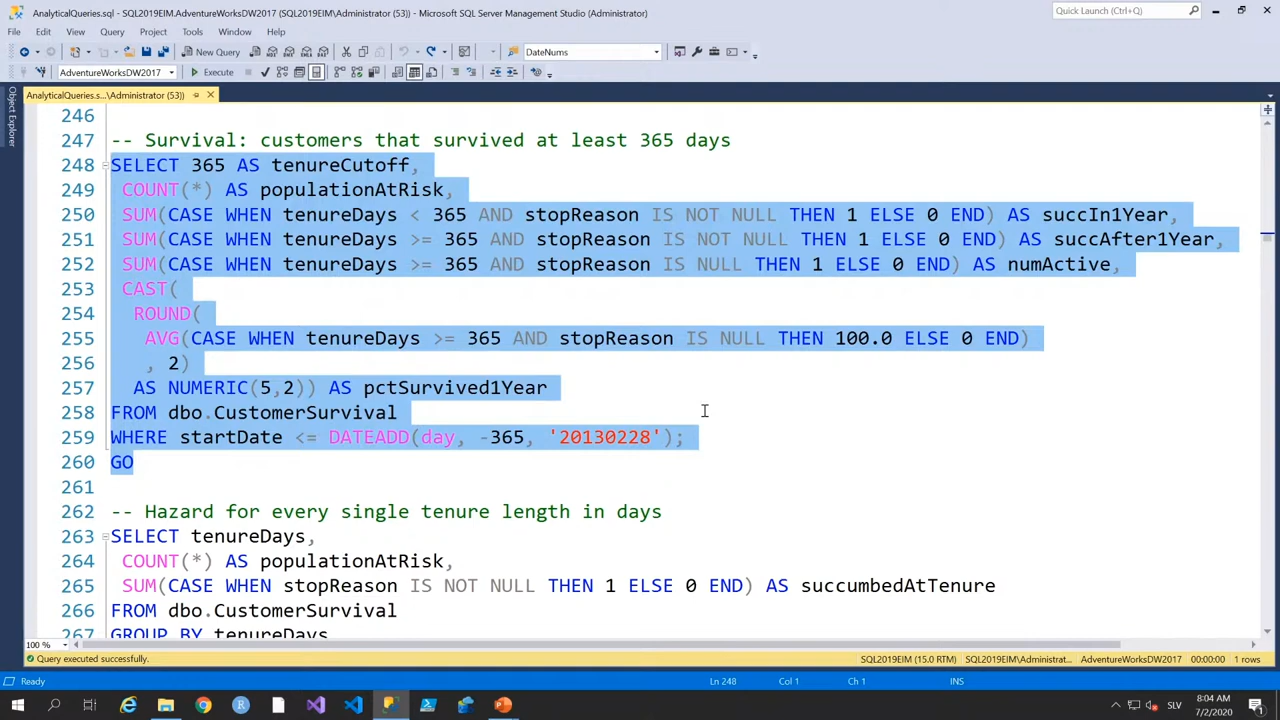 AnalyticalQueries.sql - SQL2019EIM.AdventureWorksDW2017 (SQL2019EIM\Administrator (53)) - Microsoft SQL Server Management Studio (Administrator)
Quick Launch (Ctrl+Q)
File Edit View Query Project Tools Window Help
New Query
DateNums
AdventureWorksDW2017
Execute
Object Explorer
AnalyticalQueries.s...\Administrator (53))
246
247 -- Survival: customers that survived at least 365 days
248 SELECT 365 AS tenureCutoff,
249 COUNT(*) AS populationAtRisk,
250 SUM(CASE WHEN tenureDays < 365 AND stopReason IS NOT NULL THEN 1 ELSE 0 END) AS succIn1Year,
251 SUM(CASE WHEN tenureDays >= 365 AND stopReason IS NOT NULL THEN 1 ELSE 0 END) AS succAfter1Year,
252 SUM(CASE WHEN tenureDays >= 365 AND stopReason IS NULL THEN 1 ELSE 0 END) AS numActive,
253 CAST(
254 ROUND(
255 AVG(CASE WHEN tenureDays >= 365 AND stopReason IS NULL THEN 100.0 ELSE 0 END)
256 , 2)
257 AS NUMERIC(5,2)) AS pctSurvived1Year
258 FROM dbo.CustomerSurvival
259 WHERE startDate <= DATEADD(day, -365, '20130228');
260 GO
261
262 -- Hazard for every single tenure length in days
263 SELECT tenureDays,
264 COUNT(*) AS populationAtRisk,
265 SUM(CASE WHEN stopReason IS NOT NULL THEN 1 ELSE 0 END) AS succumbedAtTenure
266 FROM dbo.CustomerSurvival
267 GROUP BY tenureDays
100 %
Query executed successfully.
SQL2019EIM (15.0 RTM) SQL2019EIM\Administrat... AdventureWorksDW2017 00:00:00 1 rows
Ready
Ln 248 Col 1 Ch 1 INS
SLV
8:04 AM
7/2/2020
1